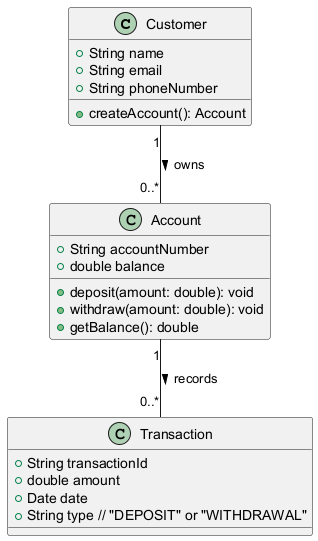 C Customer
String name
String email
String phoneNumber
createAccount(): Account
1
owns
0..*
C Account
String accountNumber
double balance
deposit(amount: double): void
withdraw(amount: double): void
getBalance(): double
1
records
0..*
C Transaction
String transactionId
double amount
Date date
String type // "DEPOSIT" or "WITHDRAWAL"